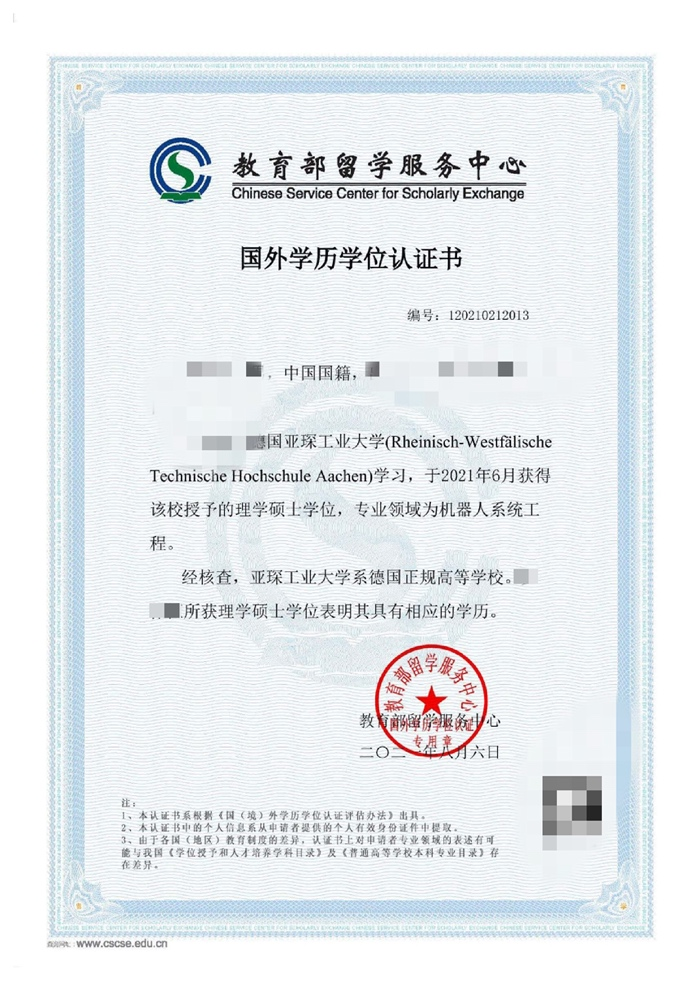 教育部留学服务中心
Chinese Service Center for Scholarly Exchange
国外学历学位认证书
编号：120210212013
，中国国籍，
国亚琛工业大学(Rheinisch-Westfälische
Technische Hochschule Aachen)学习，于2021年6月获得
该校授予的理学硕士学位，专业领域为机器人系统工
程。
经核查，亚琛工业大学系德国正规高等学校。
所获理学硕士学位表明其具有相应的学历。
教育部留学服务中心
国外学历学位认证
专用章
教育部留学服务中心
二〇二一年八月六日
注：
1、本认证书系根据《国（境）外学历学位认证评估办法》出具。
2、本认证书中的个人信息系从申请者提供的个人有效身份证件中提取。
3、由于各国（地区）教育制度的差异，认证书上对申请者专业领域的表述有可
能与我国《学位授予和人才培养学科目录》及《普通高等学校本科专业目录》存
在差异。
www.cscse.edu.cn